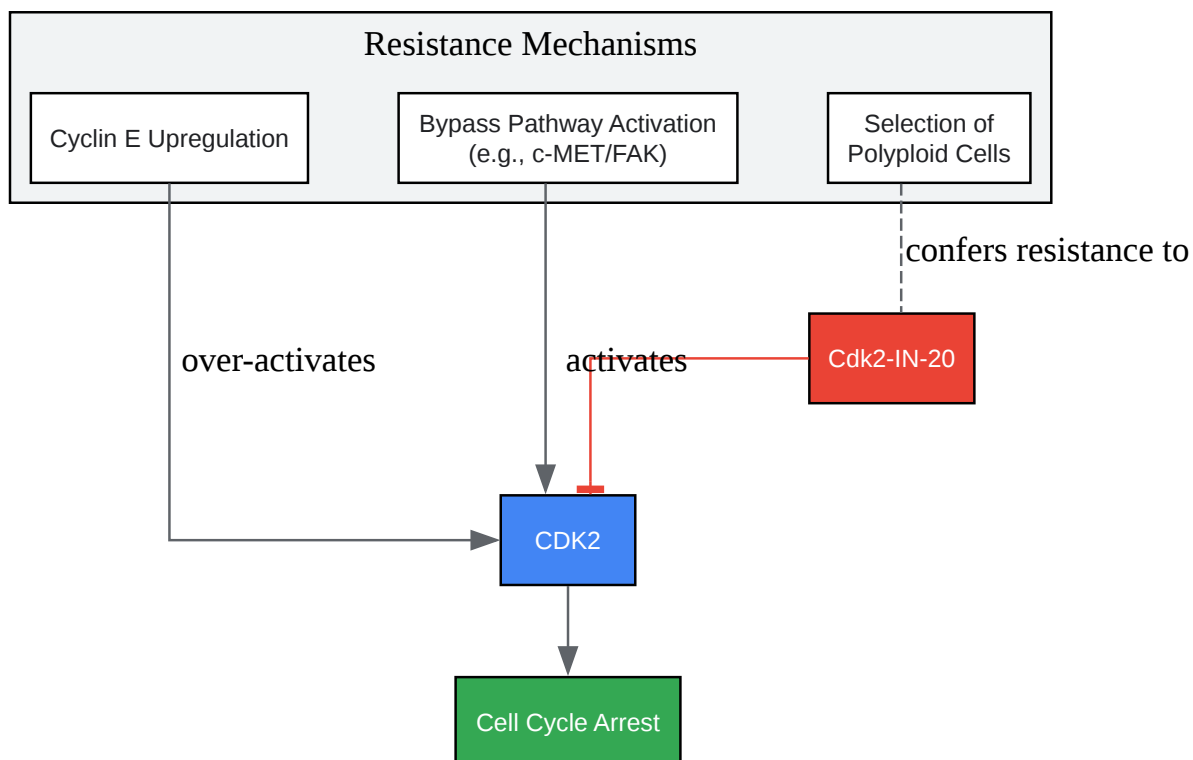 Resistance Mechanisms
Cyclin E Upregulation
Bypass Pathway Activation
(e.g., c-MET/FAK)
Selection of
Polyploid Cells
confers resistance to
over-activates
activates
Cdk2-IN-20
CDK2
Cell Cycle Arrest